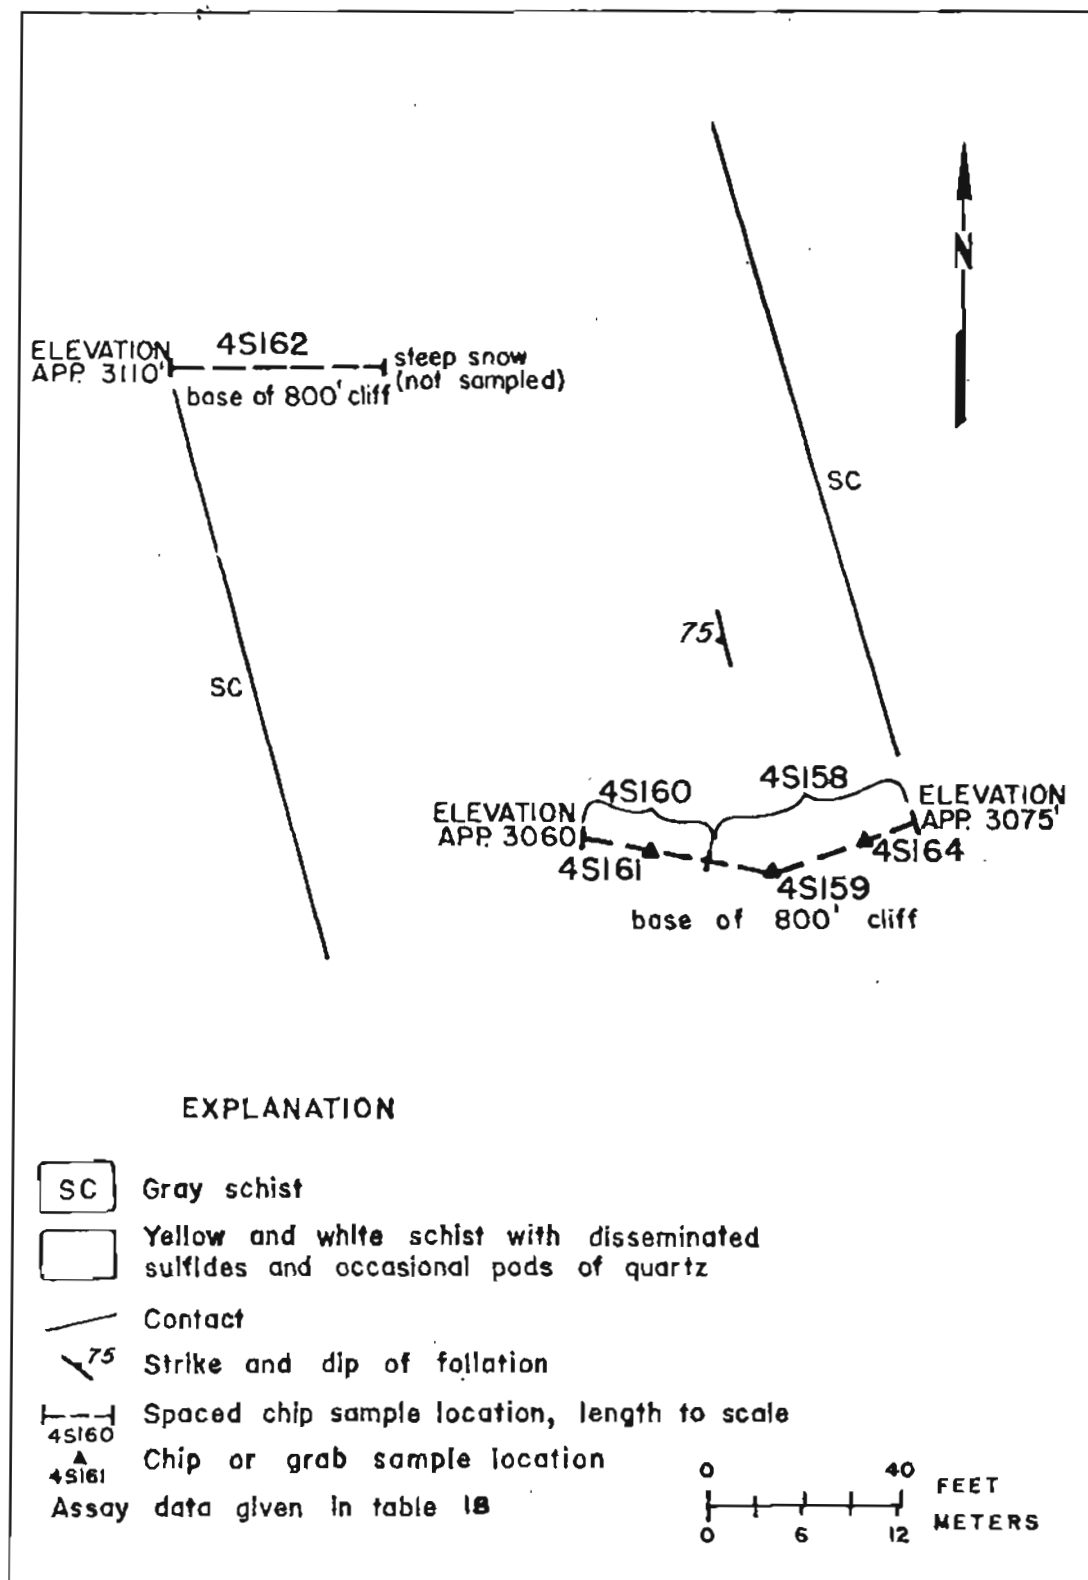 N
4S162
ELEVATION
APP. 3110'
steep snow
(not sampled)
base of 800' cliff
SC
75
SC
4S158
4S160
ELEVATION
APP. 3075'
ELEVATION
APP. 3060
4S164
4S161
4S159
base of 800' cliff
EXPLANATION
SC Gray schist
Yellow and white schist with disseminated
sulfides and occasional pods of quartz
Contact
75 Strike and dip of foliation
4S160 Spaced chip sample location, length to scale
4S161 Chip or grab sample location
Assay data given in table 18
0 40 FEET
0 6 12 METERS